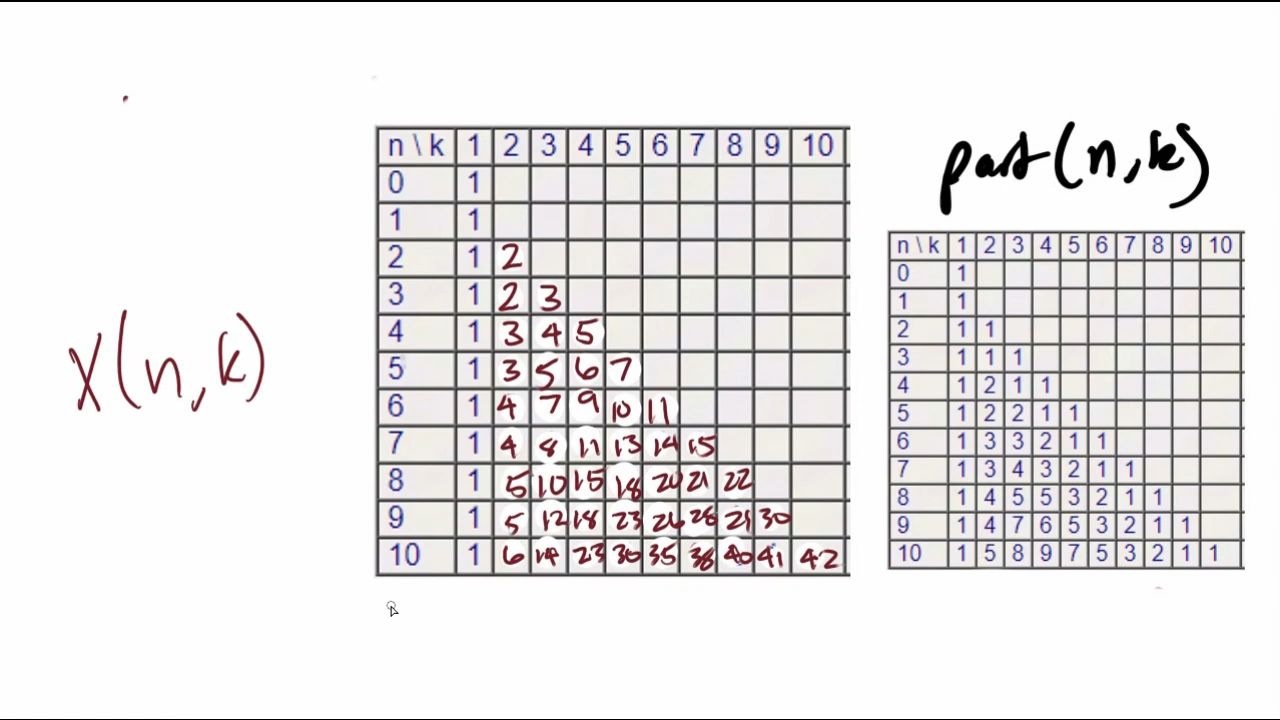 part(n,k)
n \ k 1 2 3 4 5 6 7 8 9 10
0 1
1 1
2 1 2
3 1 2 3
4 1 3 4 5
5 1 3 5 6 7
6 1 4 7 9 10 11
7 1 4 8 11 13 14 15
8 1 5 10 15 18 20 21 22
9 1 5 12 18 23 26 28 29 30
10 1 6 14 23 30 35 38 40 41 42
n \ k 1 2 3 4 5 6 7 8 9 10
0 1
1 1
2 1 1
3 1 1 1
4 1 2 1 1
5 1 2 2 1 1
6 1 3 3 2 1 1
7 1 3 4 3 2 1 1
8 1 4 5 5 3 2 1 1
9 1 4 7 6 5 3 2 1 1
10 1 5 8 9 7 5 3 2 1 1
X(n,k)